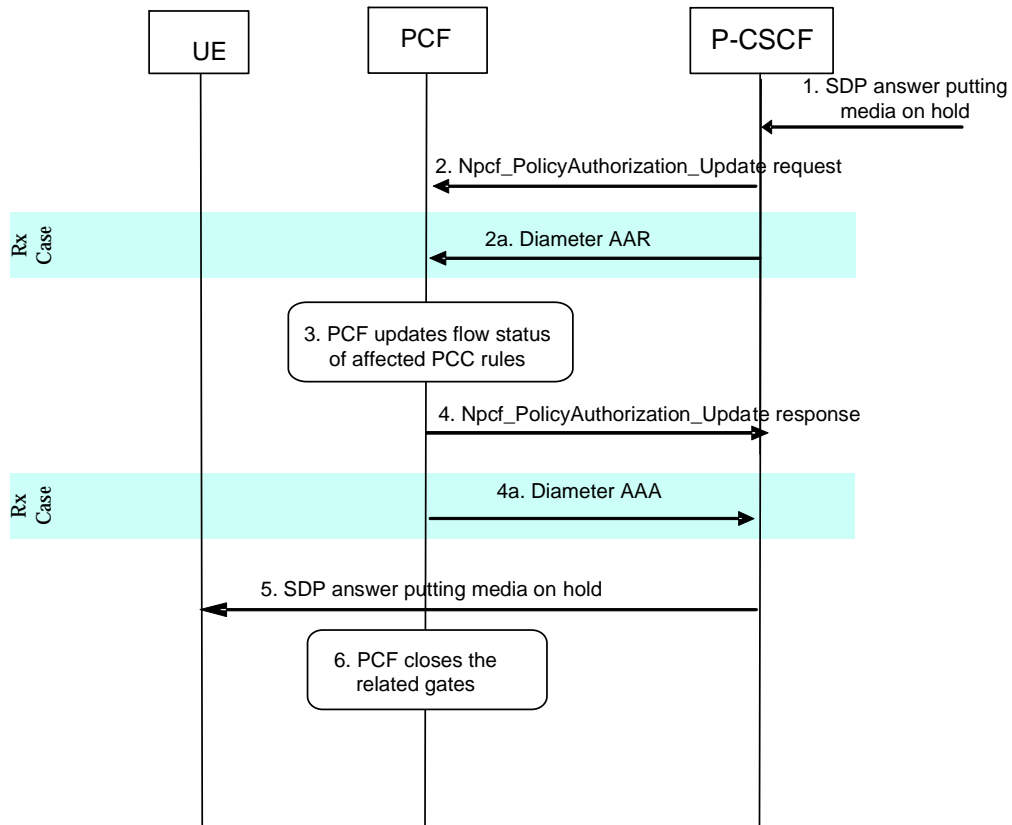 UE
PCF
P-CSCF
1. SDP answer putting
media on hold
2. Npcf_PolicyAuthorization_Update request
Rx
Case
2a. Diameter AAR
3. PCF updates flow status
of affected PCC rules
4. Npcf_PolicyAuthorization_Update response
Rx
Case
4a. Diameter AAA
5. SDP answer putting media on hold
6. PCF closes the
related gates